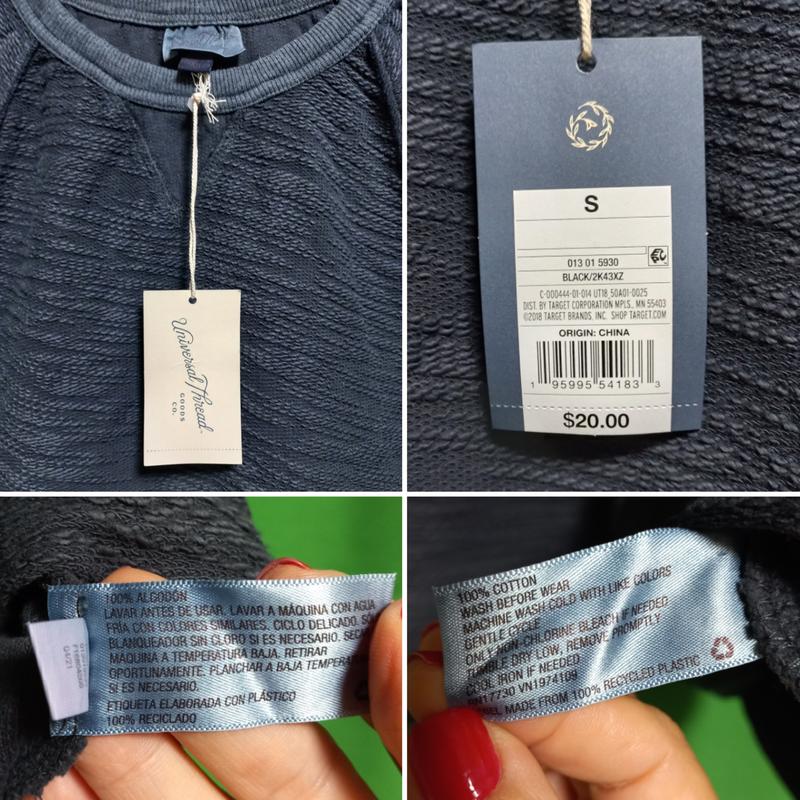 Universal Thread
GOODS
CO.
S
013 01 5930
BLACK/2K43XZ
C-000444-01-014 UT18_50A01-0025
DIST. BY TARGET CORPORATION MPLS., MN 55403
©2018 TARGET BRANDS, INC. SHOP TARGET.COM
ORIGIN: CHINA
1 95995 54183 3
$20.00
100% ALGODÓN
LAVAR ANTES DE USAR. LAVAR A MÁQUINA CON AGUA
FRÍA CON COLORES SIMILARES. CICLO DELICADO.
BLANQUEADOR SIN CLORO SI ES NECESARIO.
MÁQUINA A TEMPERATURA BAJA. RETIRAR
OPORTUNAMENTE. PLANCHAR A BAJA
SI ES NECESARIO.
ETIQUETA ELABORADA CON PLÁSTICO
100% RECICLADO
04/21
100% COTTON
WASH BEFORE WEAR
MACHINE WASH COLD WITH LIKE COLORS
GENTLE CYCLE
ONLY NON-CHLORINE BLEACH IF NEEDED
TUMBLE DRY LOW, REMOVE PROMPTLY
COOL IRON IF NEEDED
VN1974109
MADE FROM 100% RECYCLED PLASTIC